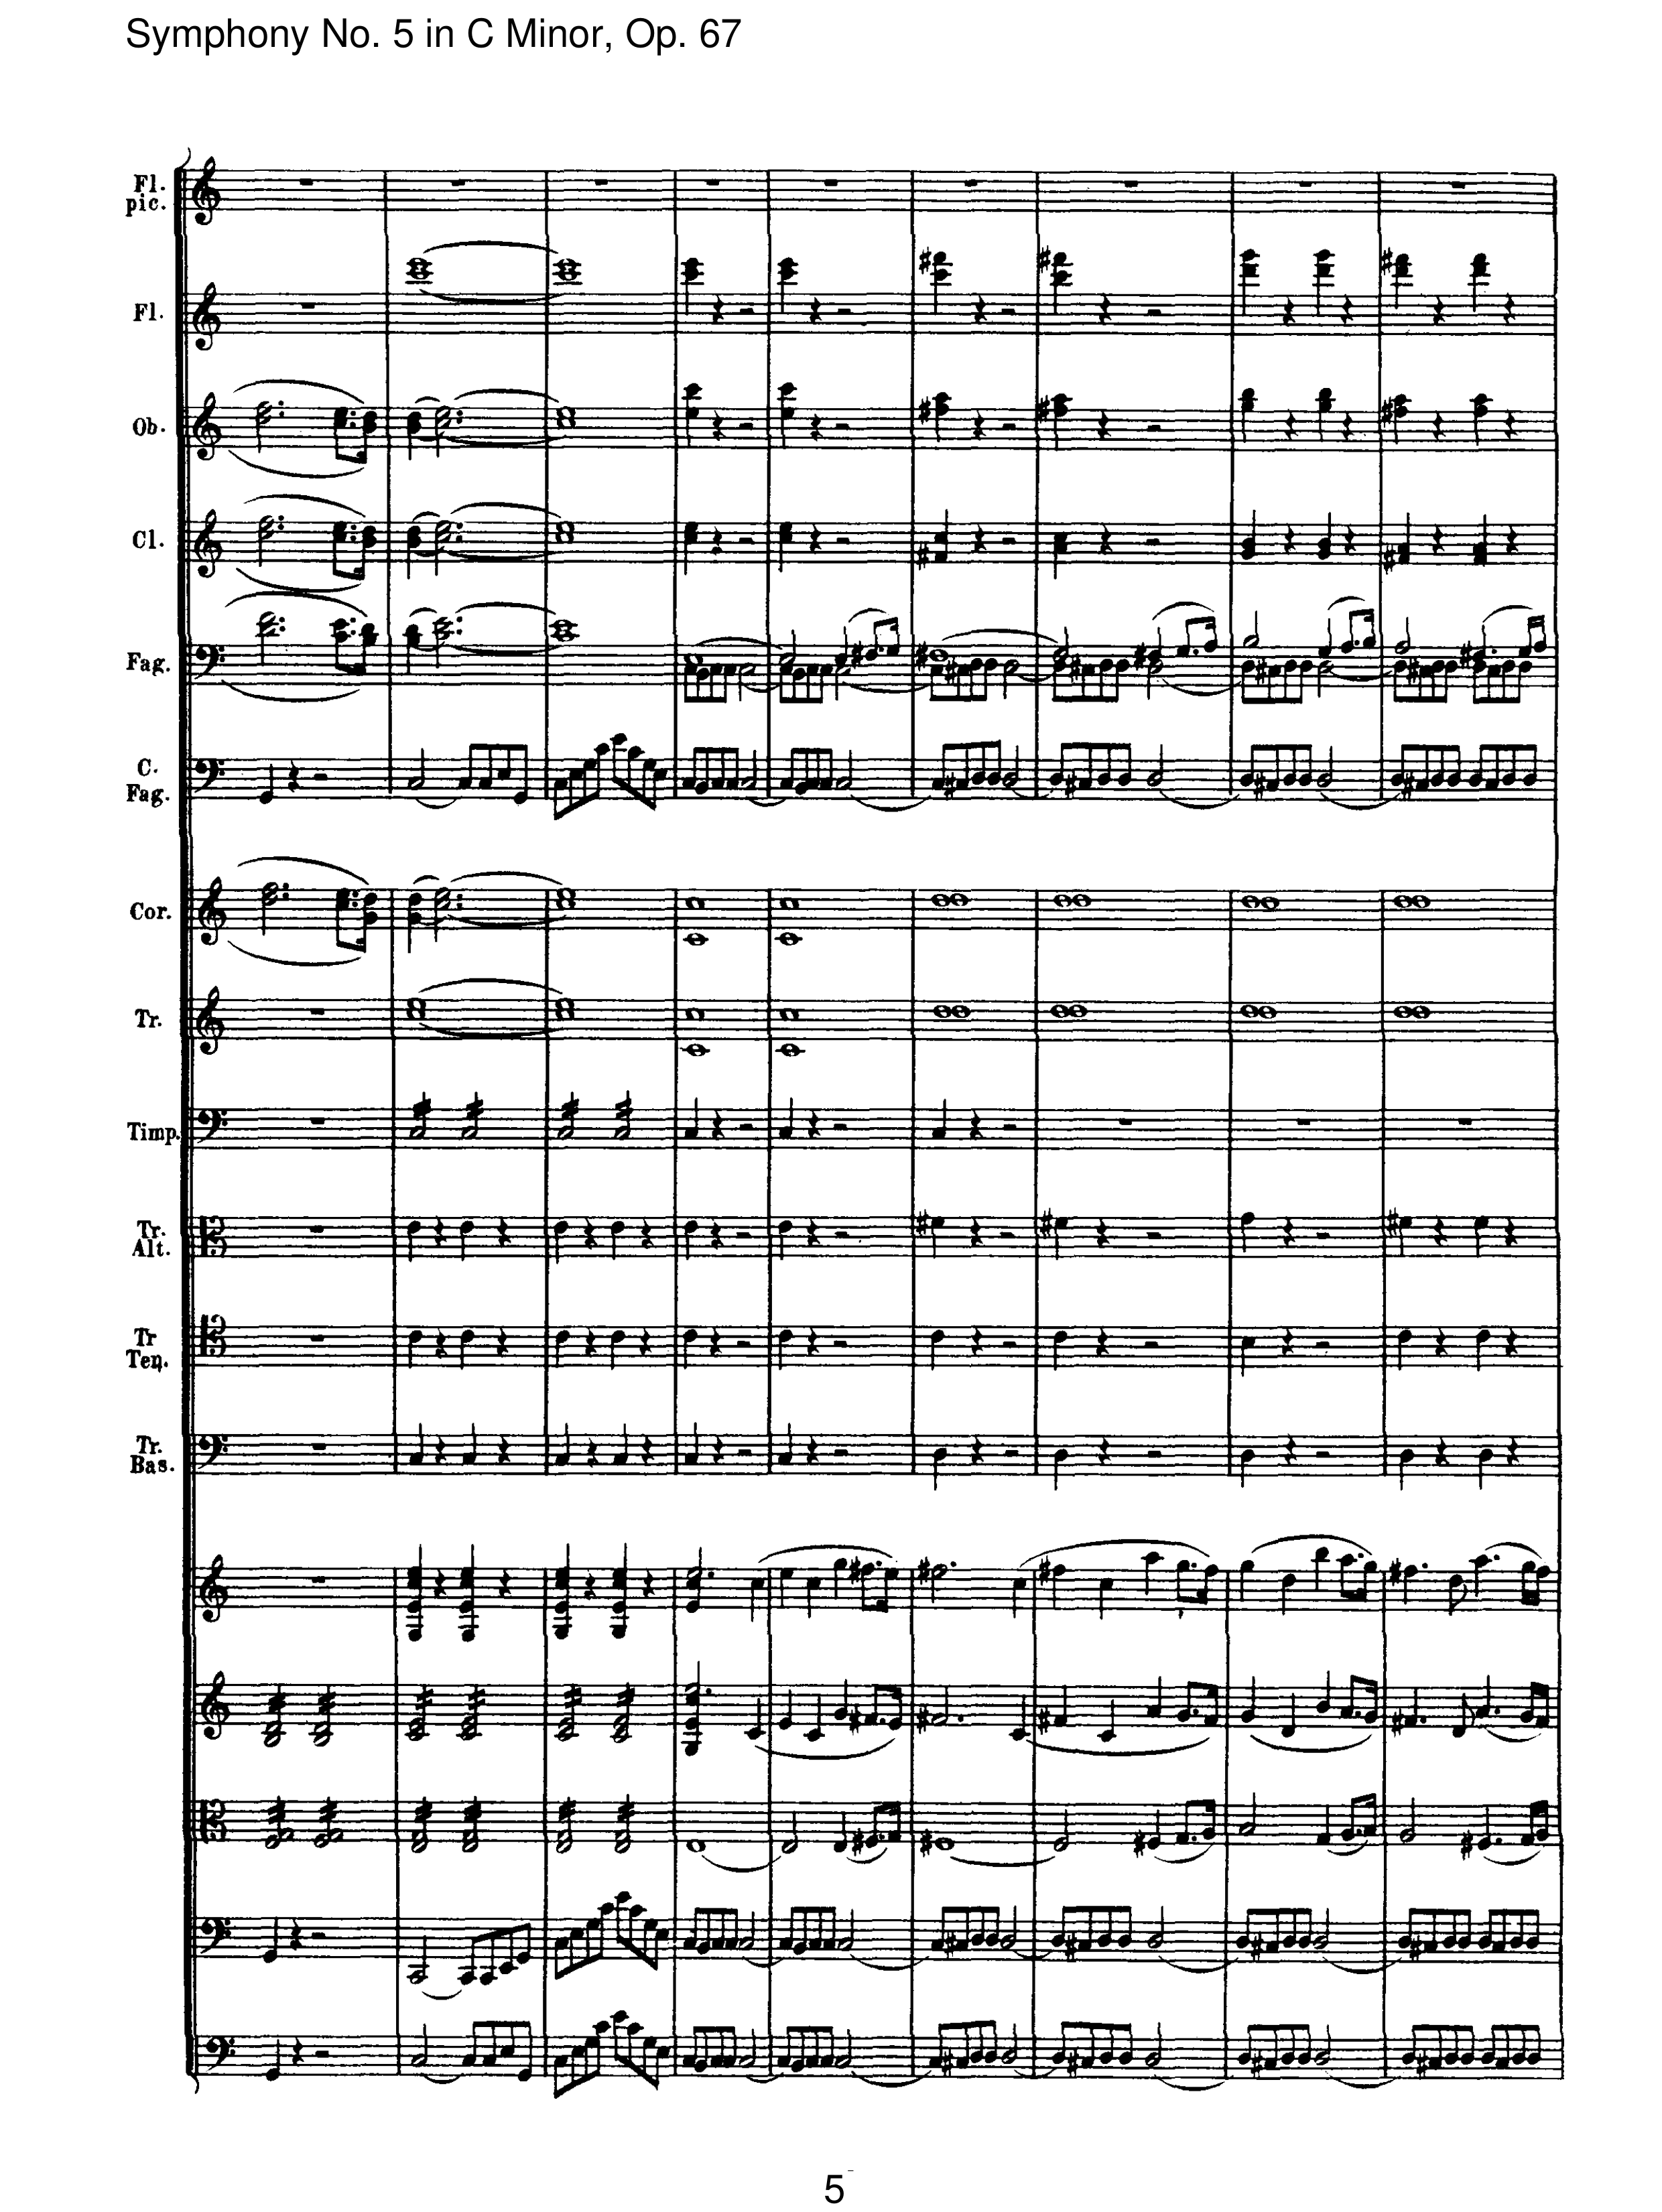 Symphony No. 5 in C Minor, Op. 67
Fl.
pic.
Fl.
Ob.
Cl.
Fag.
C.
Fag.
Cor.
Tr.
Timp.
Tr.
Alt.
Tr
Ten.
Tr.
Bas.
5